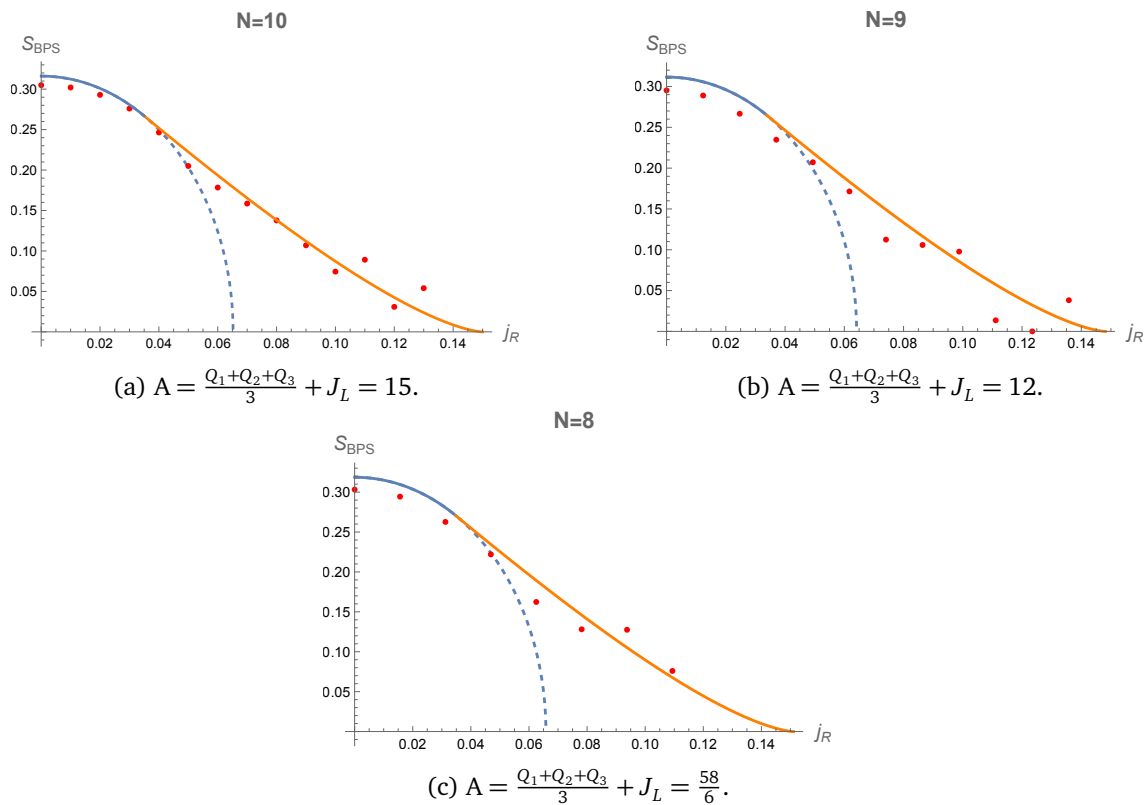 N=10
S_BPS
0.30
0.25
0.20
0.15
0.10
0.05
0.02 0.04 0.06 0.08 0.10 0.12 0.14
j_R
(a) A = \frac{Q_1+Q_2+Q_3}{3} + J_L = 15.
N=9
S_BPS
0.30
0.25
0.20
0.15
0.10
0.05
0.02 0.04 0.06 0.08 0.10 0.12 0.14
j_R
(b) A = \frac{Q_1+Q_2+Q_3}{3} + J_L = 12.
N=8
S_BPS
0.30
0.25
0.20
0.15
0.10
0.05
0.02 0.04 0.06 0.08 0.10 0.12 0.14
j_R
(c) A = \frac{Q_1+Q_2+Q_3}{3} + J_L = \frac{58}{6}.